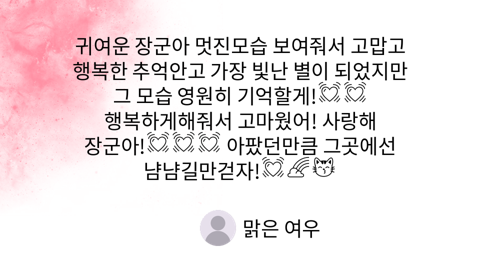 귀여운 장군아 멋진모습 보여줘서 고맙고
행복한 추억안고 가장 빛난 별이 되었지만
그 모습 영원히 기억할게!💓💓
행복하게해줘서 고마웠어! 사랑해
장군아!💓💓💓 아팠던만큼 그곳에선
냠냠길만걷자!💓🌈🐱
맑은 여우